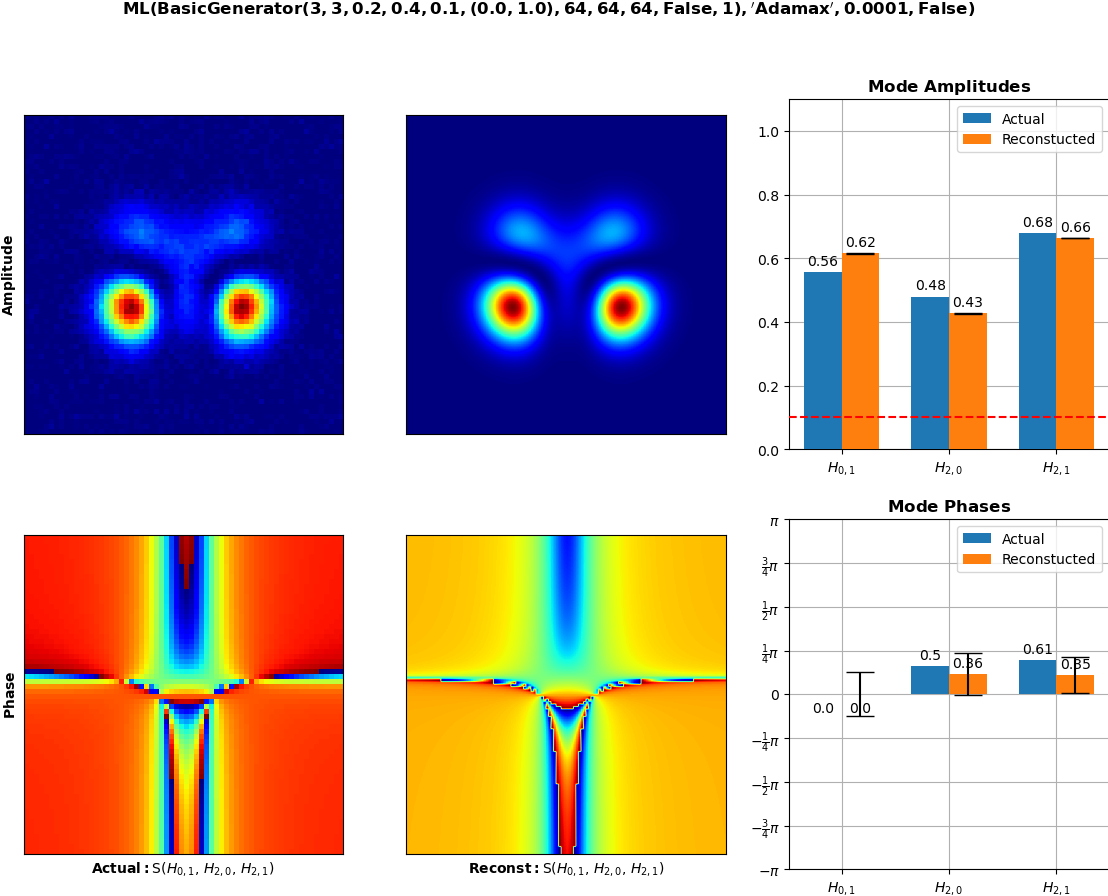 ML(BasicGenerator(3, 3, 0.2, 0.4, 0.1, (0.0, 1.0), 64, 64, 64, False, 1), ′Adamax′, 0.0001, False)
Amplitude
Mode Amplitudes
Actual
Reconstucted
1.0
0.8
0.6
0.4
0.2
0.0
0.56
0.62
0.48
0.43
0.68
0.66
H0, 1
H2, 0
H2, 1
Phase
Actual: S(H0, 1, H2, 0, H2, 1)
Reconst: S(H0, 1, H2, 0, H2, 1)
Mode Phases
Actual
Reconstucted
π
3/4π
1/2π
1/4π
0
−1/4π
−1/2π
−3/4π
−π
0.0
0.0
0.5
0.36
0.61
0.35
H0, 1
H2, 0
H2, 1